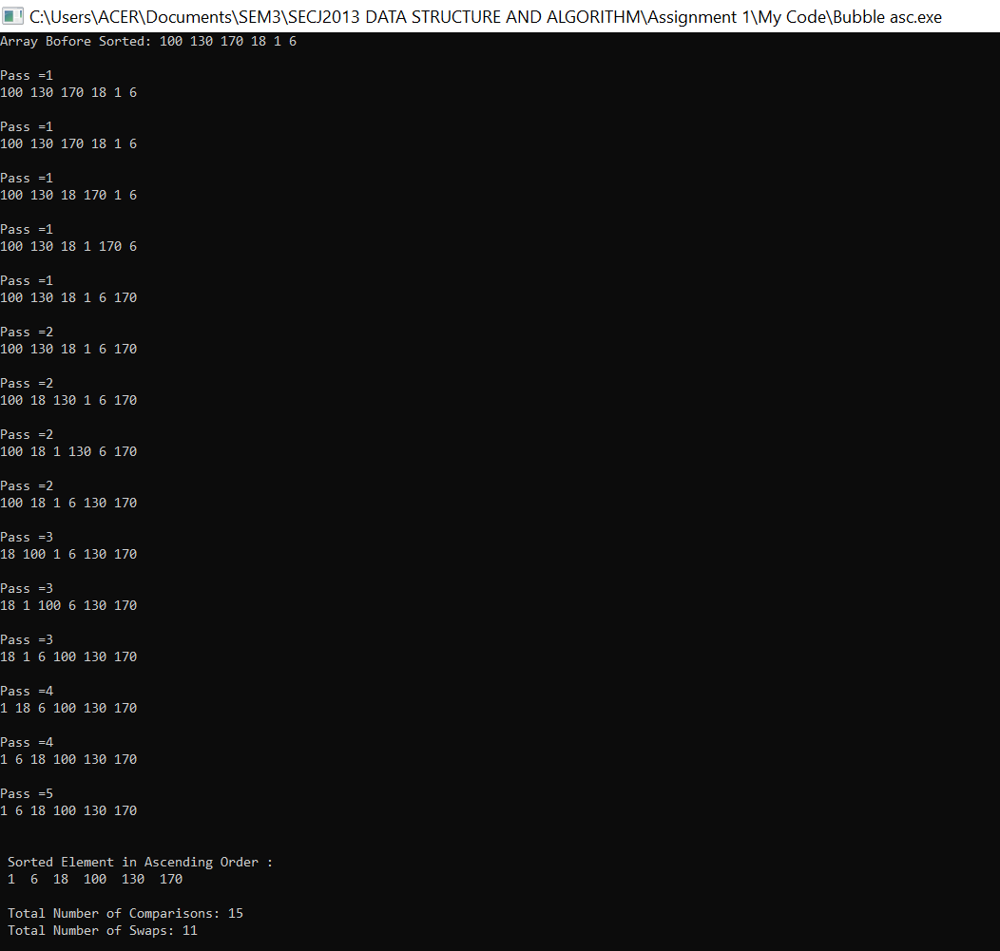 C:\Users\ACER\Documents\SEM3\SECJ2013 DATA STRUCTURE AND ALGORITHM\Assignment 1\My Code\Bubble asc.exe
Array Bofore Sorted: 100 130 170 18 1 6
Pass =1
100 130 170 18 1 6
Pass =1
100 130 170 18 1 6
Pass =1
100 130 18 170 1 6
Pass =1
100 130 18 1 170 6
Pass =1
100 130 18 1 6 170
Pass =2
100 130 18 1 6 170
Pass =2
100 18 130 1 6 170
Pass =2
100 18 1 130 6 170
Pass =2
100 18 1 6 130 170
Pass =3
18 100 1 6 130 170
Pass =3
18 1 100 6 130 170
Pass =3
18 1 6 100 130 170
Pass =4
1 18 6 100 130 170
Pass =4
1 6 18 100 130 170
Pass =5
1 6 18 100 130 170
Sorted Element in Ascending Order :
1  6  18  100  130  170
Total Number of Comparisons: 15
Total Number of Swaps: 11